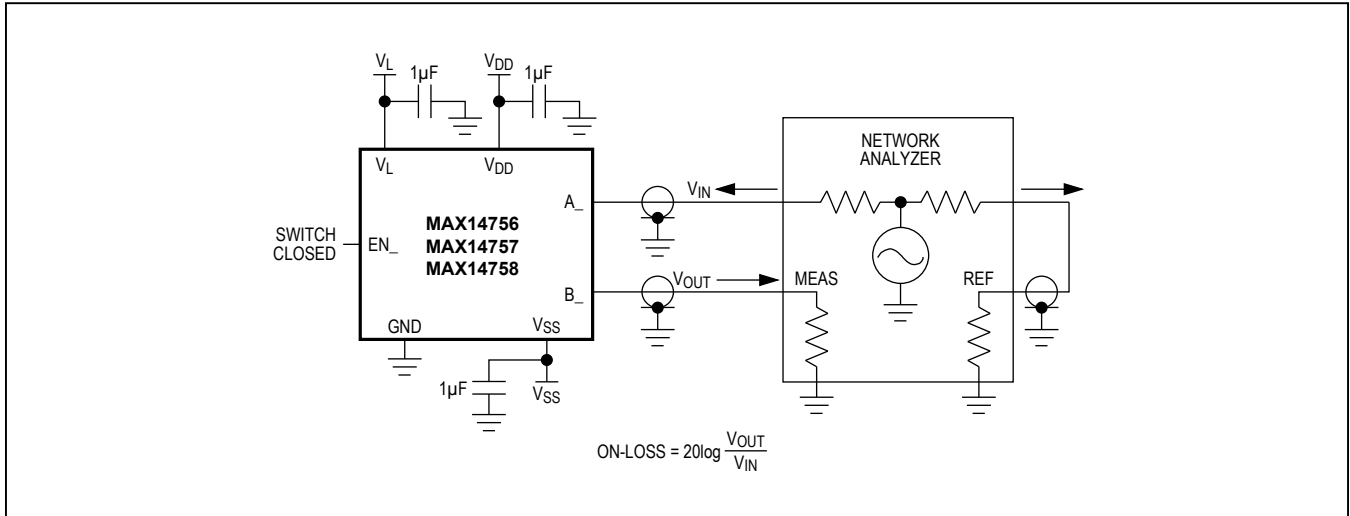 VL
1µF
VDD
1µF
VL
VDD
A_
SWITCH
CLOSED
EN_
MAX14756
MAX14757
MAX14758
B_
GND
VSS
1µF
VSS
VIN
VOUT
NETWORK
ANALYZER
MEAS
REF
ON-LOSS = 20log VOUT
VIN